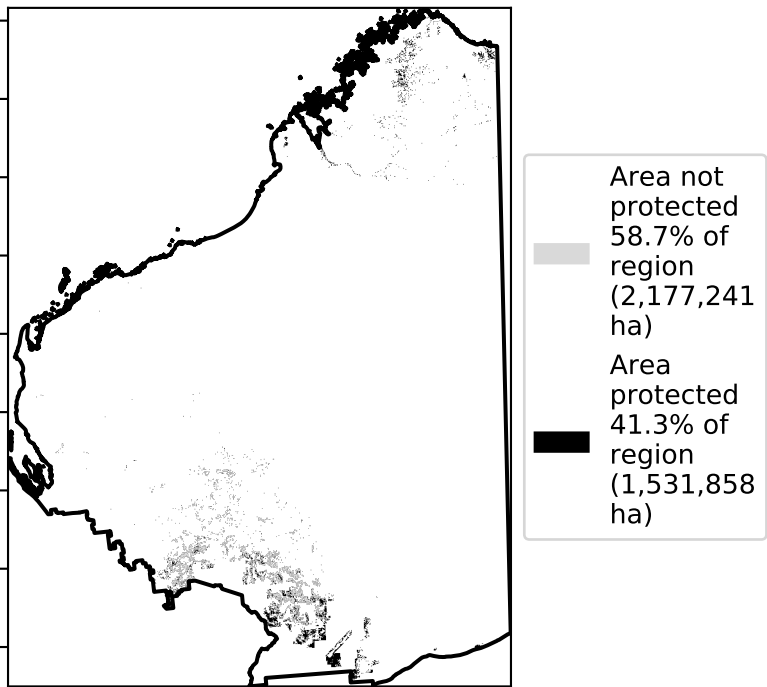 Area not
protected
58.7% of
region
(2,177,241
ha)
Area
protected
41.3% of
region
(1,531,858
ha)